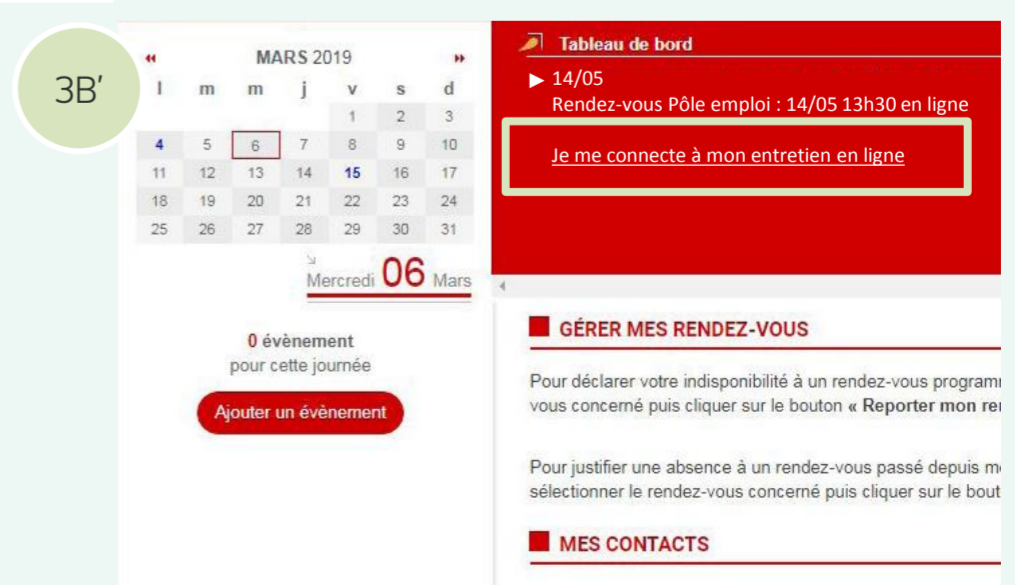 3B'
MARS 2019
l m m j v s d
1 2 3
4 5 6 7 8 9 10
11 12 13 14 15 16 17
18 19 20 21 22 23 24
25 26 27 28 29 30 31
Mercredi 06 Mars
0 évènement
pour cette journée
Ajouter un évènement
Tableau de bord
14/05
Rendez-vous Pôle emploi : 14/05 13h30 en ligne
Je me connecte à mon entretien en ligne
GÉRER MES RENDEZ-VOUS
Pour déclarer votre indisponibilité à un rendez-vous
vous concerné puis cliquer sur le bouton « Reporter mon
Pour justifier une absence à un rendez-vous passé depuis
sélectionner le rendez-vous concerné puis cliquer sur le
MES CONTACTS